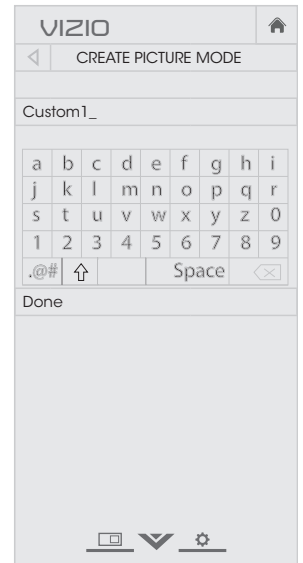 VIZIO
CREATE PICTURE MODE
Custom1_
a b c d e f g h i
j k l m n o p q r
s t u v w x y z 0
1 2 3 4 5 6 7 8 9
.@# Space
Done